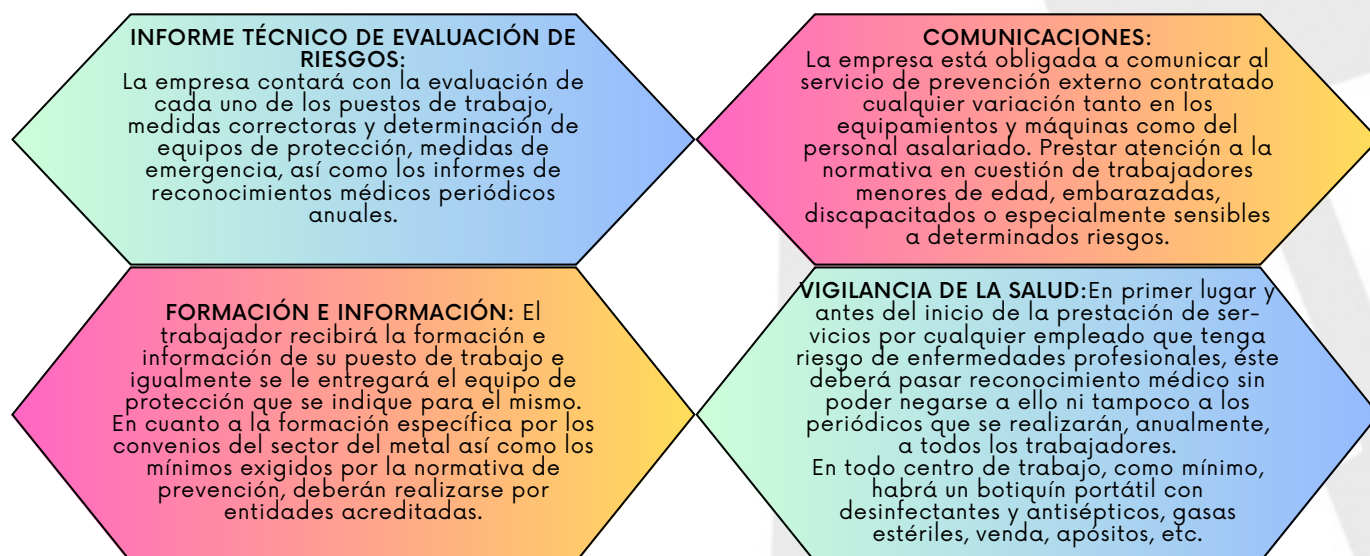 INFORME TÉCNICO DE EVALUACIÓN DE
RIESGOS:
La empresa contará con la evaluación de
cada uno de los puestos de trabajo,
medidas correctoras y determinación de
equipos de protección, medidas de
emergencia, así como los informes de
reconocimientos médicos periódicos
anuales.
COMUNICACIONES:
La empresa está obligada a comunicar al
servicio de prevención externo contratado
cualquier variación tanto en los
equipamientos y máquinas como del
personal asalariado. Prestar atención a la
normativa en cuestión de trabajadores
menores de edad, embarazadas,
discapacitados o especialmente sensibles
a determinados riesgos.
FORMACIÓN E INFORMACIÓN: El
trabajador recibirá la formación e
información de su puesto de trabajo e
igualmente se le entregará el equipo de
protección que se indique para el mismo.
En cuanto a la formación específica por los
convenios del sector del metal así como los
mínimos exigidos por la normativa de
prevención, deberán realizarse por
entidades acreditadas.
VIGILANCIA DE LA SALUD:En primer lugar y
antes del inicio de la prestación de ser-
vicios por cualquier empleado que tenga
riesgo de enfermedades profesionales, éste
deberá pasar reconocimiento médico sin
poder negarse a ello ni tampoco a los
periódicos que se realizarán, anualmente,
a todos los trabajadores.
En todo centro de trabajo, como mínimo,
habrá un botiquín portátil con
desinfectantes y antisépticos, gasas
estériles, venda, apósitos, etc.